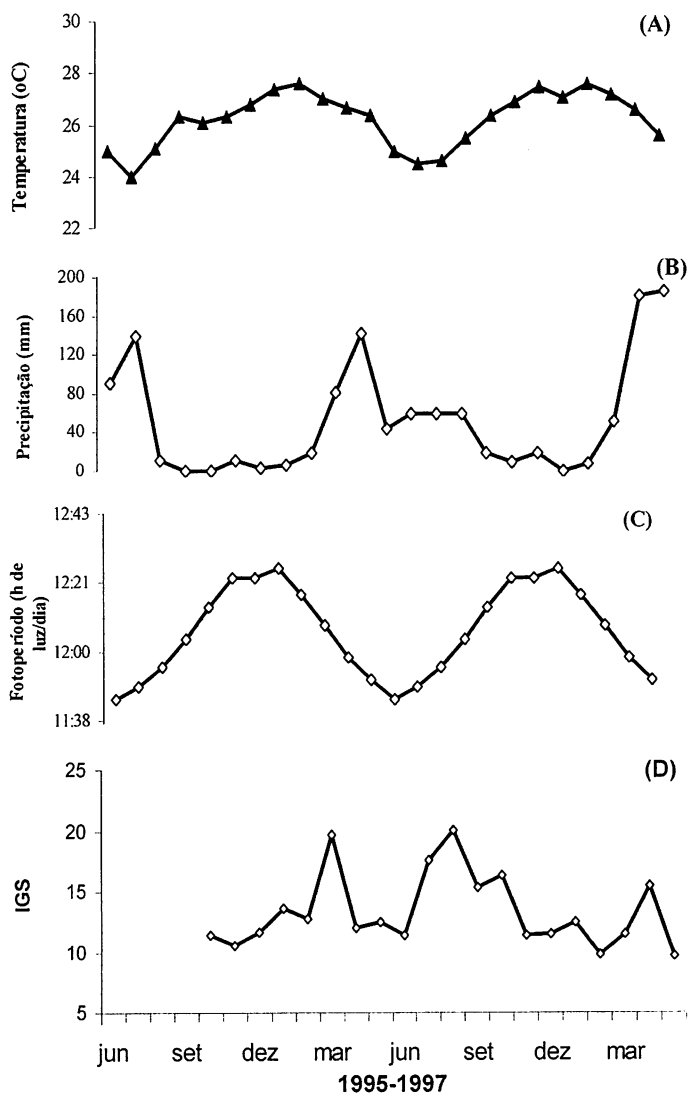 (A)
30
28
26
24
22
Temperatura (oC)
(B)
200
160
120
80
40
0
Precipitação (mm)
(C)
12:43
12:21
12:00
11:38
Fotoperíodo (h de
luz/dia)
(D)
25
20
15
10
5
IGS
jun set dez mar jun set dez mar
1995-1997